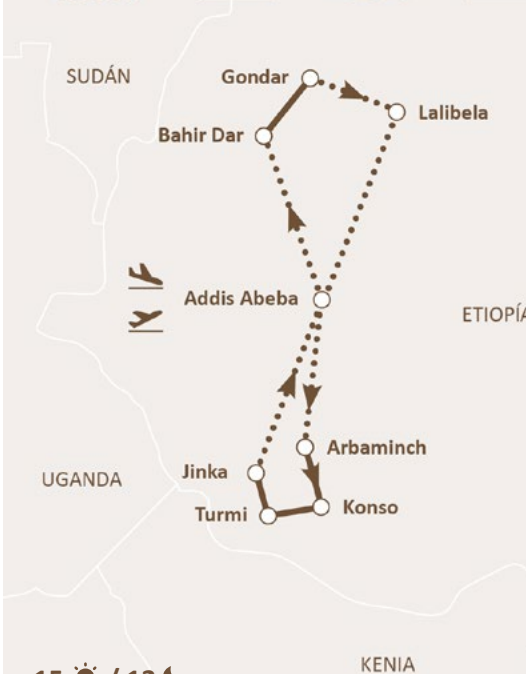 SUDÁN
Gondar
Lalibela
Bahir Dar
Addis Abeba
ETIOPÍA
Arbaminch
Jinka
UGANDA
Turmi
Konso
KENIA